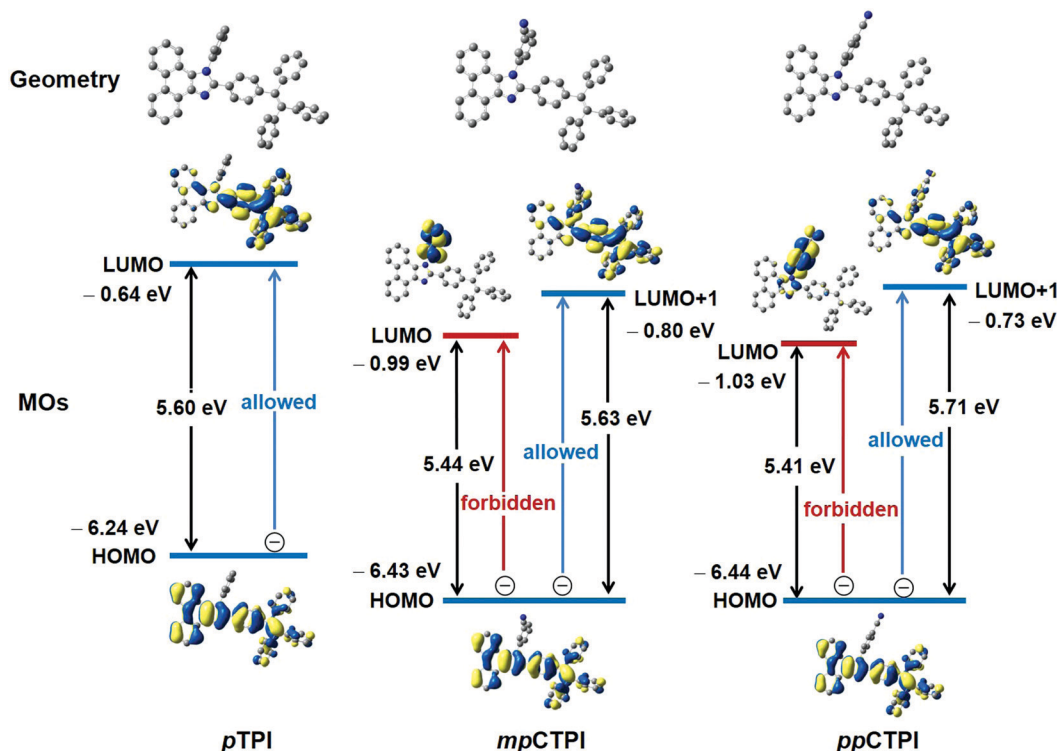 Geometry
MOs
LUMO
– 0.64 eV
5.60 eV
allowed
– 6.24 eV
HOMO
pTPI
LUMO
– 0.99 eV
LUMO+1
– 0.80 eV
5.44 eV
forbidden
allowed
5.63 eV
– 6.43 eV
HOMO
mpCTPI
LUMO
– 1.03 eV
LUMO+1
– 0.73 eV
5.41 eV
forbidden
allowed
5.71 eV
– 6.44 eV
HOMO
ppCTPI